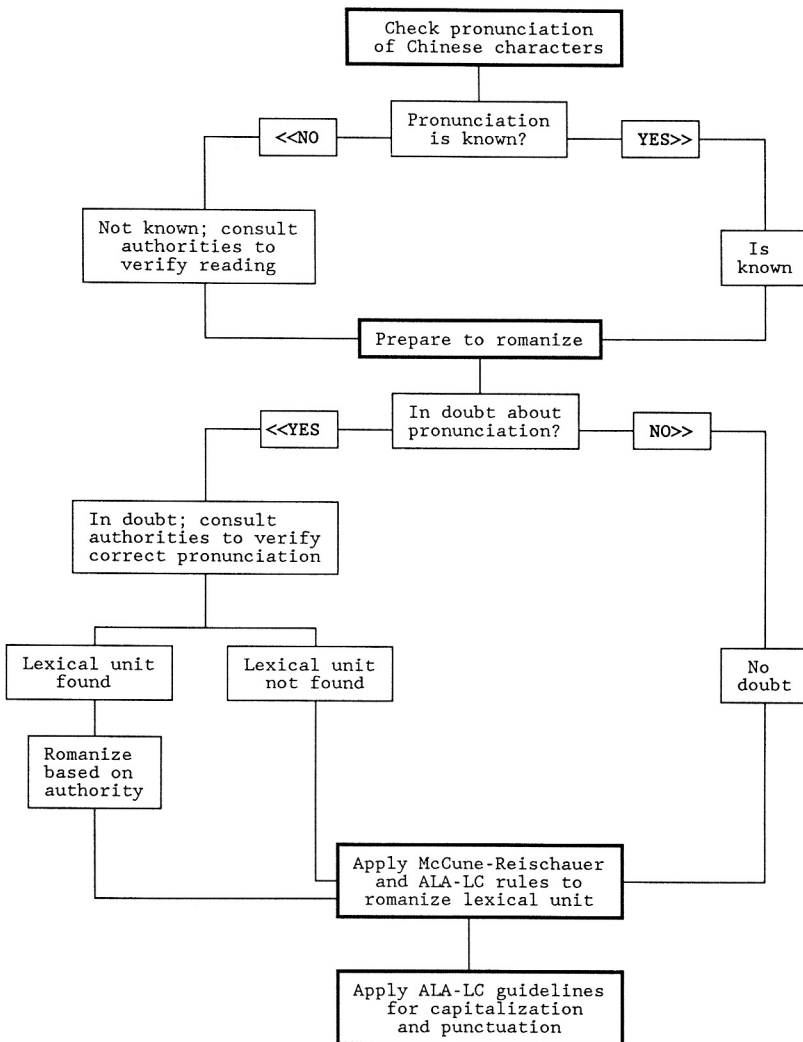 Check pronunciation
of Chinese characters
Pronunciation
is known?
<<NO
YES>>
Not known; consult
authorities to
verify reading
Is
known
Prepare to romanize
In doubt about
pronunciation?
<<YES
NO>>
In doubt; consult
authorities to verify
correct pronunciation
Lexical unit
found
Lexical unit
not found
No
doubt
Romanize
based on
authority
Apply McCune-Reischauer
and ALA-LC rules to
romanize lexical unit
Apply ALA-LC guidelines
for capitalization
and punctuation